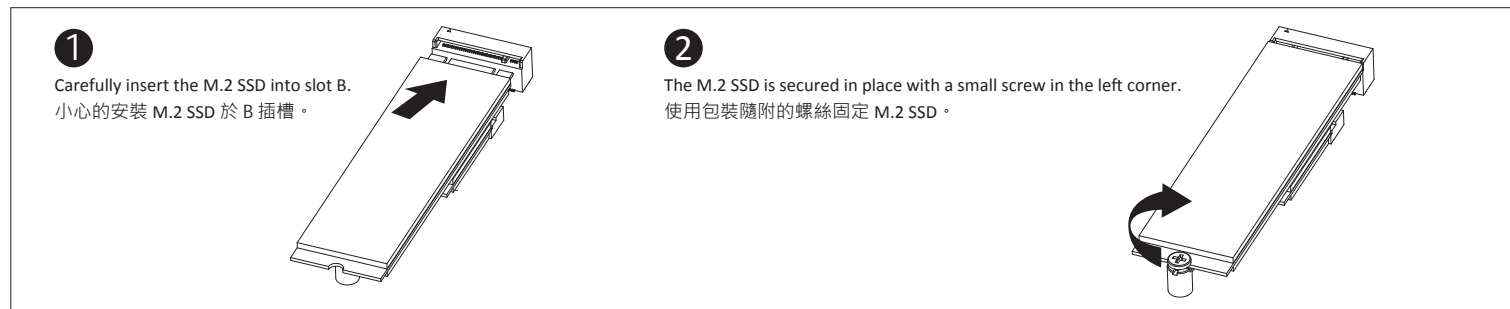 1
Carefully insert the M.2 SSD into slot B.
小心的安裝 M.2 SSD 於 B 插槽。
2
The M.2 SSD is secured in place with a small screw in the left corner.
使用包裝隨附的螺絲固定 M.2 SSD。